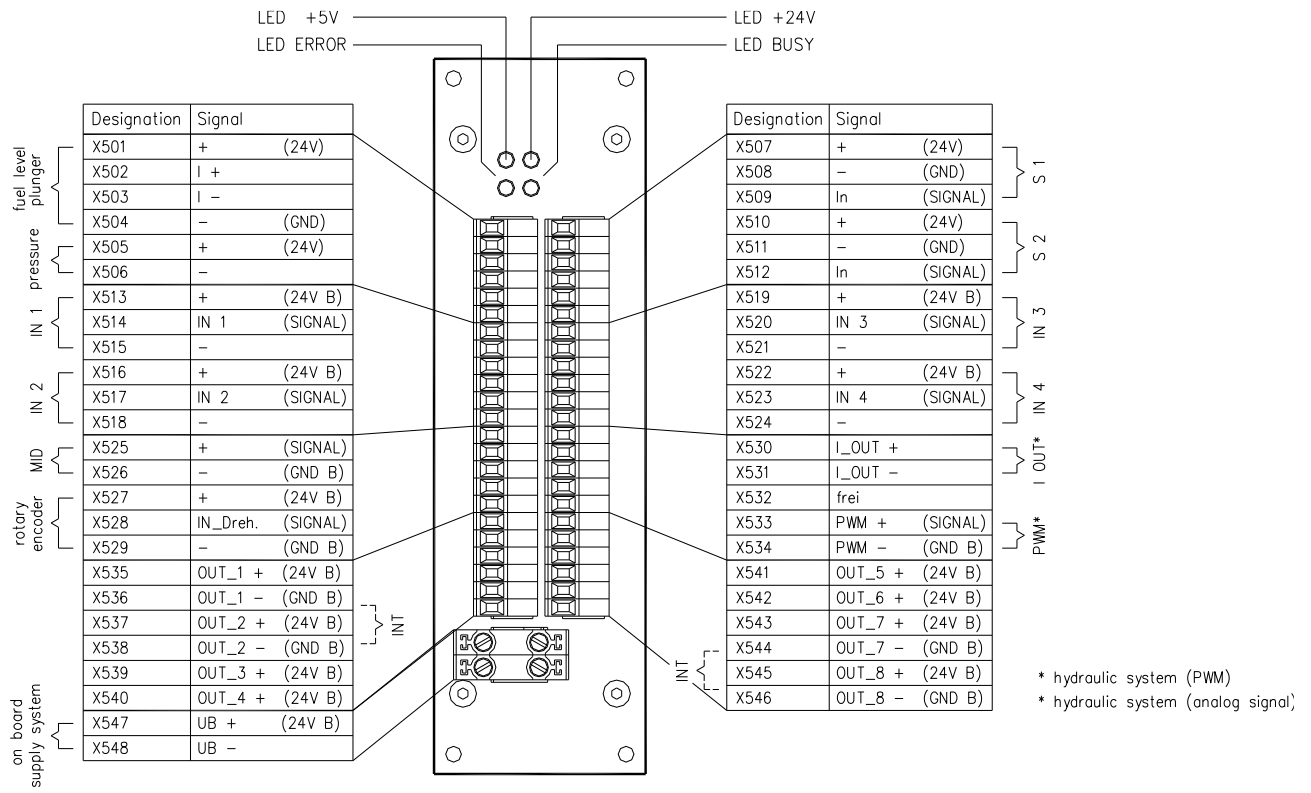 LED +5V
LED ERROR
LED +24V
LED BUSY
Designation Signal
X501 + (24V)
X502 I +
X503 I -
X504 - (GND)
X505 + (24V)
X506 -
X513 + (24V B)
X514 IN 1 (SIGNAL)
X515 -
X516 + (24V B)
X517 IN 2 (SIGNAL)
X518 -
X525 + (SIGNAL)
X526 - (GND B)
X527 + (24V B)
X528 IN_Dreh. (SIGNAL)
X529 - (GND B)
X535 OUT_1 + (24V B)
X536 OUT_1 - (GND B)
X537 OUT_2 + (24V B)
X538 OUT_2 - (GND B)
X539 OUT_3 + (24V B)
X540 OUT_4 + (24V B)
X547 UB + (24V B)
X548 UB -
fuel level
plunger
pressure
IN 1
IN 2
MID
rotary
encoder
on board
supply system
INT
Designation Signal
X507 + (24V)
X508 - (GND)
X509 In (SIGNAL)
X510 + (24V)
X511 - (GND)
X512 In (SIGNAL)
X519 + (24V B)
X520 IN 3 (SIGNAL)
X521 -
X522 + (24V B)
X523 IN 4 (SIGNAL)
X524 -
X530 I_OUT +
X531 I_OUT -
X532 frei
X533 PWM + (SIGNAL)
X534 PWM - (GND B)
X541 OUT_5 + (24V B)
X542 OUT_6 + (24V B)
X543 OUT_7 + (24V B)
X544 OUT_7 - (GND B)
X545 OUT_8 + (24V B)
X546 OUT_8 - (GND B)
S 1
S 2
IN 3
IN 4
I OUT*
PWM*
INT
* hydraulic system (PWM)
* hydraulic system (analog signal)